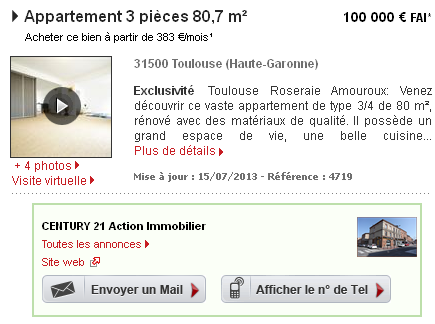 Appartement 3 pièces 80,7 m²
100 000 € FAI*
Acheter ce bien à partir de 383 €/mois¹
31500 Toulouse (Haute-Garonne)
Exclusivité Toulouse Roseraie Amouroux: Venez
découvrir ce vaste appartement de type 3/4 de 80 m²,
rénové avec des matériaux de qualité. Il possède un
grand espace de vie, une belle cuisine...
Plus de détails
+ 4 photos
Visite virtuelle
Mise à jour : 15/07/2013 - Référence : 4719
CENTURY 21 Action Immobilier
Toutes les annonces
Site web
Envoyer un Mail
Afficher le n° de Tel